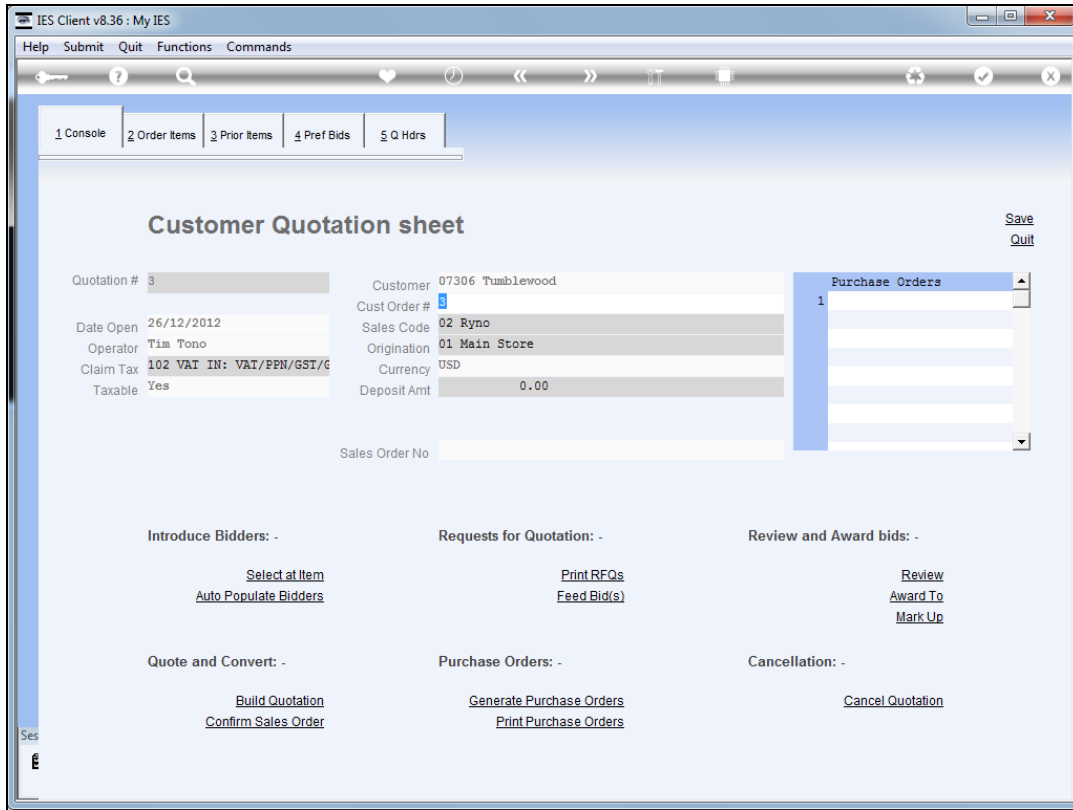 IES Client v8.36 : My IES
Help Submit Quit Functions Commands
1 Console 2 Order Items 3 Prior Items 4 Pref Bids 5 Q Hdrs
Customer Quotation sheet
Save
Quit
Quotation # 3
Customer 07306 Tumblewood
Purchase Orders
Cust Order # 3
1
Date Open 26/12/2012
Sales Code 02 Ryno
Operator Tim Tono
Origination 01 Main Store
Claim Tax 102 VAT IN: VAT/PPN/GST/G
Currency USD
Taxable Yes
Deposit Amt 0.00
Sales Order No
Introduce Bidders: - Requests for Quotation: - Review and Award bids: -
Select at Item Print RFQs Review
Auto Populate Bidders Feed Bid(s) Award To
Mark Up
Quote and Convert: - Purchase Orders: - Cancellation: -
Build Quotation Generate Purchase Orders Cancel Quotation
Confirm Sales Order Print Purchase Orders
Ses